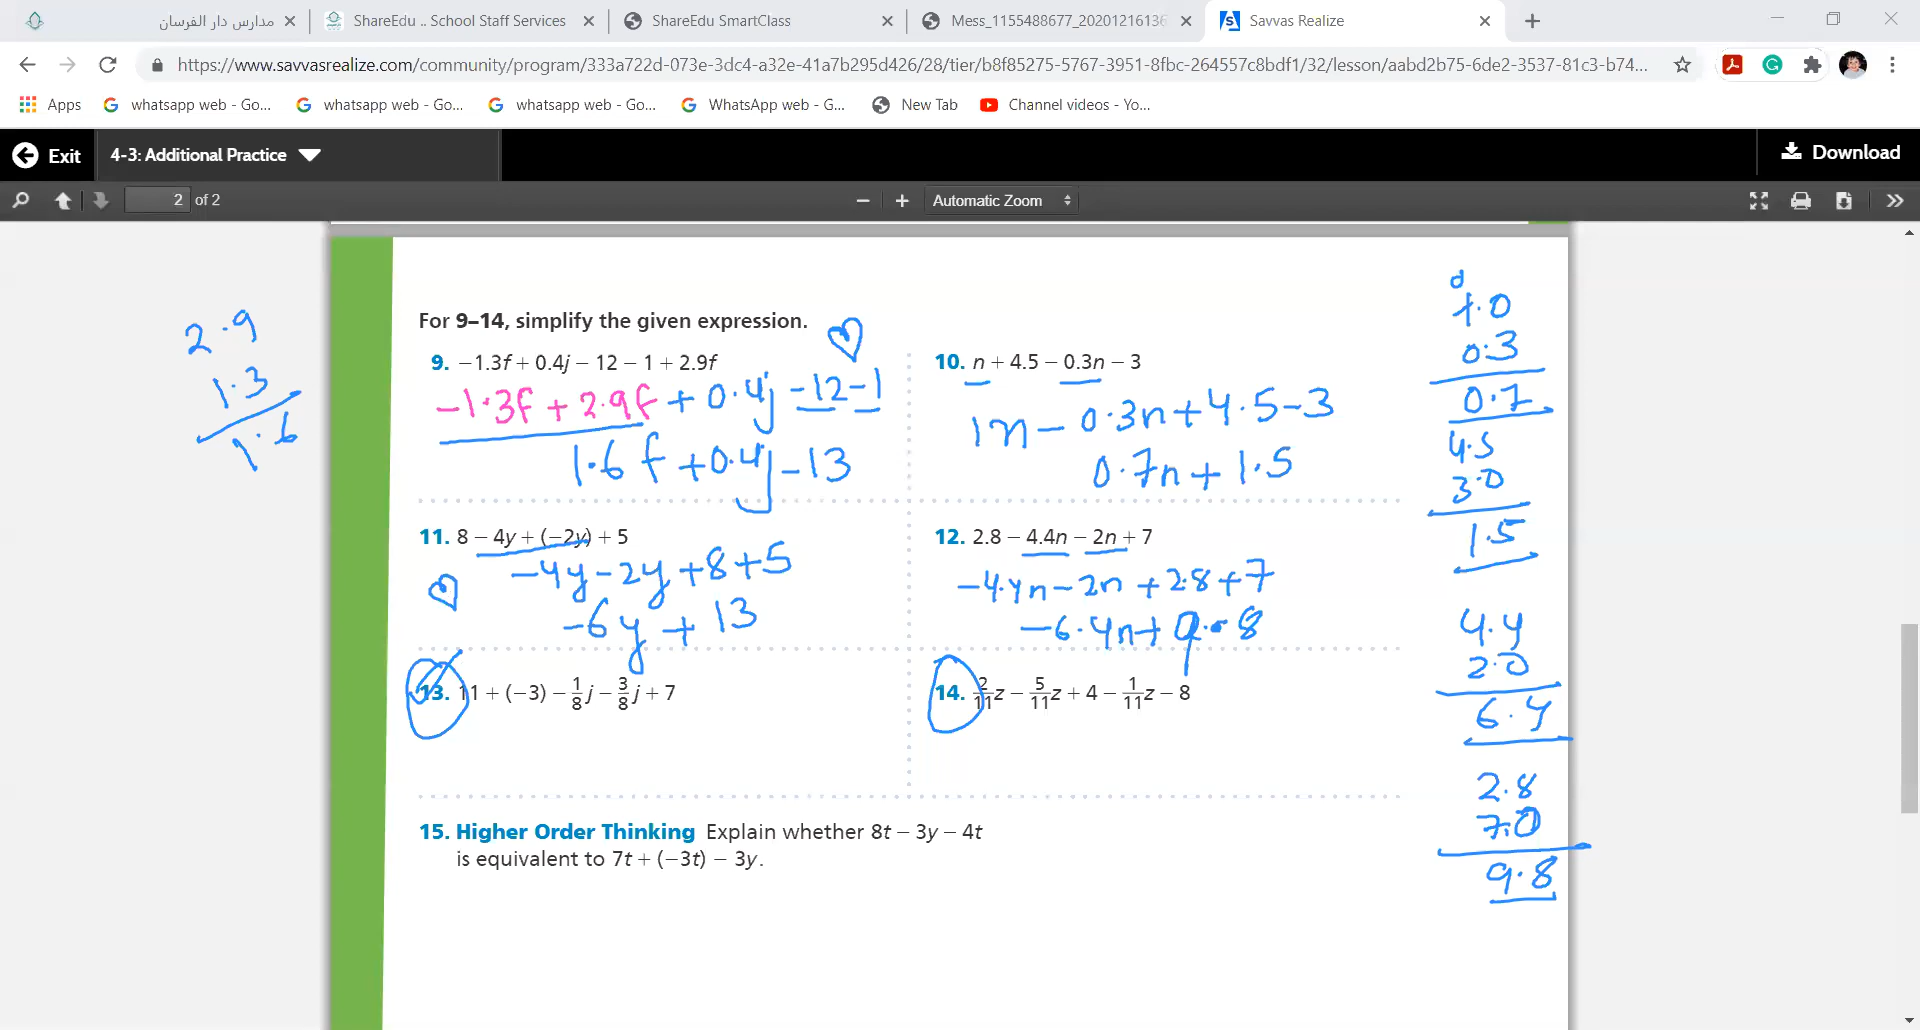 مدارس دار الفرسان
ShareEdu .. School Staff Services
ShareEdu SmartClass
Mess_1155488677_20201216136
Savvas Realize
https://www.savvasrealize.com/community/program/333a722d-073e-3dc4-a32e-41a7b295d426/28/tier/b8f85275-5767-3951-8fbc-264557c8bdf1/32/lesson/aabd2b75-6de2-3537-81c3-b74...
Apps
whatsapp web - Go...
whatsapp web - Go...
whatsapp web - Go...
WhatsApp web - G...
New Tab
Channel videos - Yo...
Exit
4-3: Additional Practice
Download
2 of 2
Automatic Zoom
For 9–14, simplify the given expression.
9. −1.3f + 0.4j − 12 − 1 + 2.9f
-1.3f + 2.9f + 0.4j -12 -1
1.6f + 0.4j - 13
2.9
1.3
1.6
10. n + 4.5 − 0.3n − 3
1n - 0.3n + 4.5 - 3
0.7n + 1.5
1.0
0.3
0.7
4.5
3.0
1.5
11. 8 − 4y + (−2y) + 5
-4y - 2y + 8 + 5
-6y + 13
12. 2.8 − 4.4n − 2n + 7
-4.4n - 2n + 2.8 + 7
-6.4n + 9.8
4.4
2.0
6.4
2.8
7.0
9.8
13. 11 + (−3) − 1/8 j − 3/8 j + 7
14. 2/11 z − 5/11 z + 4 − 1/11 z − 8
15. Higher Order Thinking Explain whether 8t − 3y − 4t
is equivalent to 7t + (−3t) − 3y.